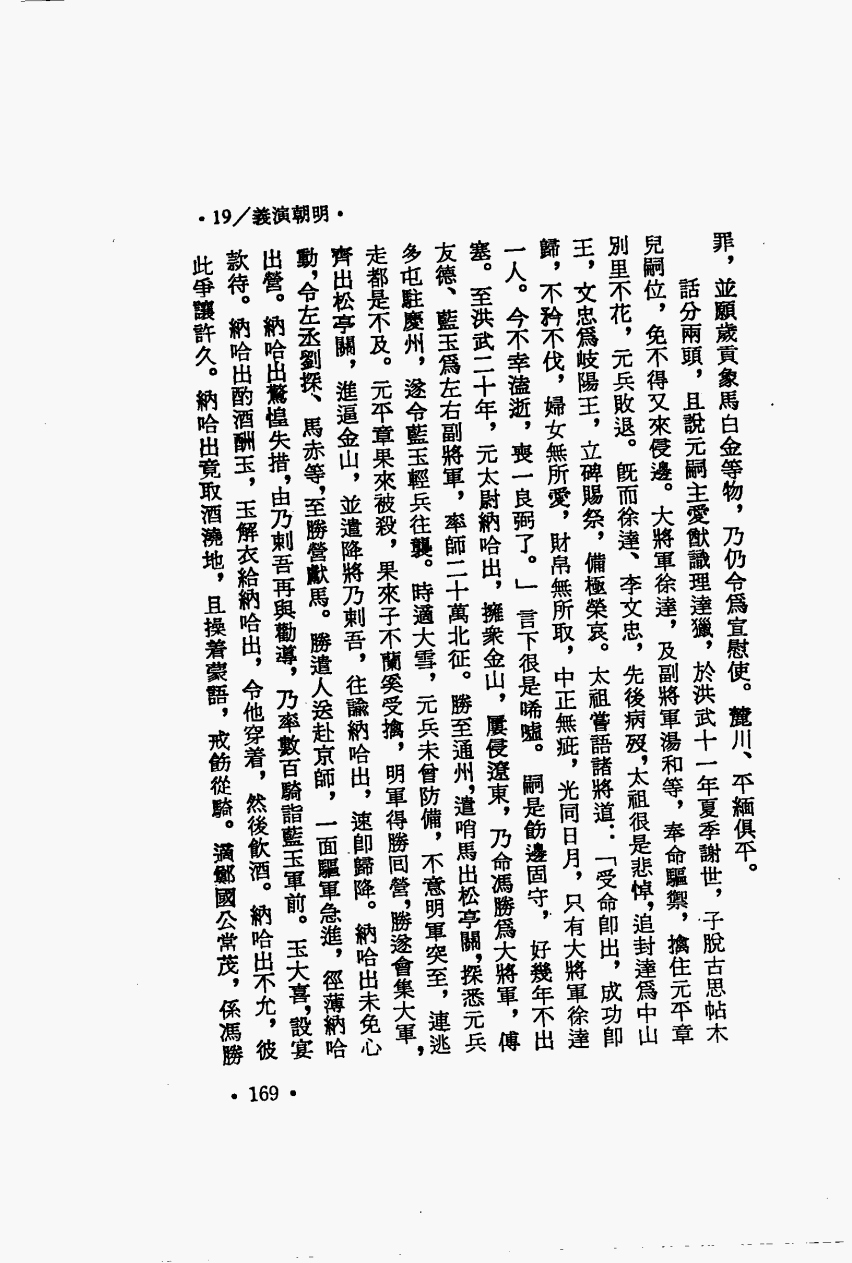 ·19/義演朝明·
罪，並願歲貢象馬白金等物，乃仍令爲宣慰使。麓川、平緬俱平。
話分兩頭，且說元嗣主愛猷識理達獵，於洪武十一年夏季謝世，子脫古思帖木
兒嗣位，免不得又來侵邊。大將軍徐達，及副將軍湯和等，奉命驅禦，擒住元平章
別里不花，元兵敗退。旣而徐達、李文忠，先後病歿，太祖很是悲悼，追封達爲中山
王，文忠爲岐陽王，立碑賜祭，備極榮哀。太祖嘗語諸將道：「受命卽出，成功卽
歸，不矜不伐，婦女無所愛，財帛無所取，中正無疵，光同日月，只有大將軍徐達
一人。今不幸溘逝，喪一良弼了。」言下很是唏噓。嗣是飭邊固守，好幾年不出
塞。至洪武二十年，元太尉納哈出，擁衆金山，屢侵遼東，乃命馮勝爲大將軍，傅
友德、藍玉爲左右副將軍，率師二十萬北征。勝至通州，遣哨馬出松亭關，探悉元兵
多屯駐慶州，遂令藍玉輕兵往襲。時適大雪，元兵未曾防備，不意明軍突至，連逃
走都是不及。元平章果來被殺，果來子不蘭奚受擒，明軍得勝回營，勝遂會集大軍，
齊出松亭關，進逼金山，並遣降將乃剌吾，往諭納哈出，速卽歸降。納哈出未免心
動，令左丞劉探、馬赤等，至勝營獻馬。勝遣人送赴京師，一面驅軍急進，徑薄納哈
出營。納哈出驚惶失措，由乃剌吾再與勸導，乃率數百騎詣藍玉軍前。玉大喜，設宴
款待。納哈出酌酒酬玉，玉解衣給納哈出，令他穿着，然後飲酒。納哈出不允，彼
此爭讓許久。納哈出竟取酒澆地，且操着蒙語，戒飭從騎。適鄭國公常茂，係馮勝
·169·